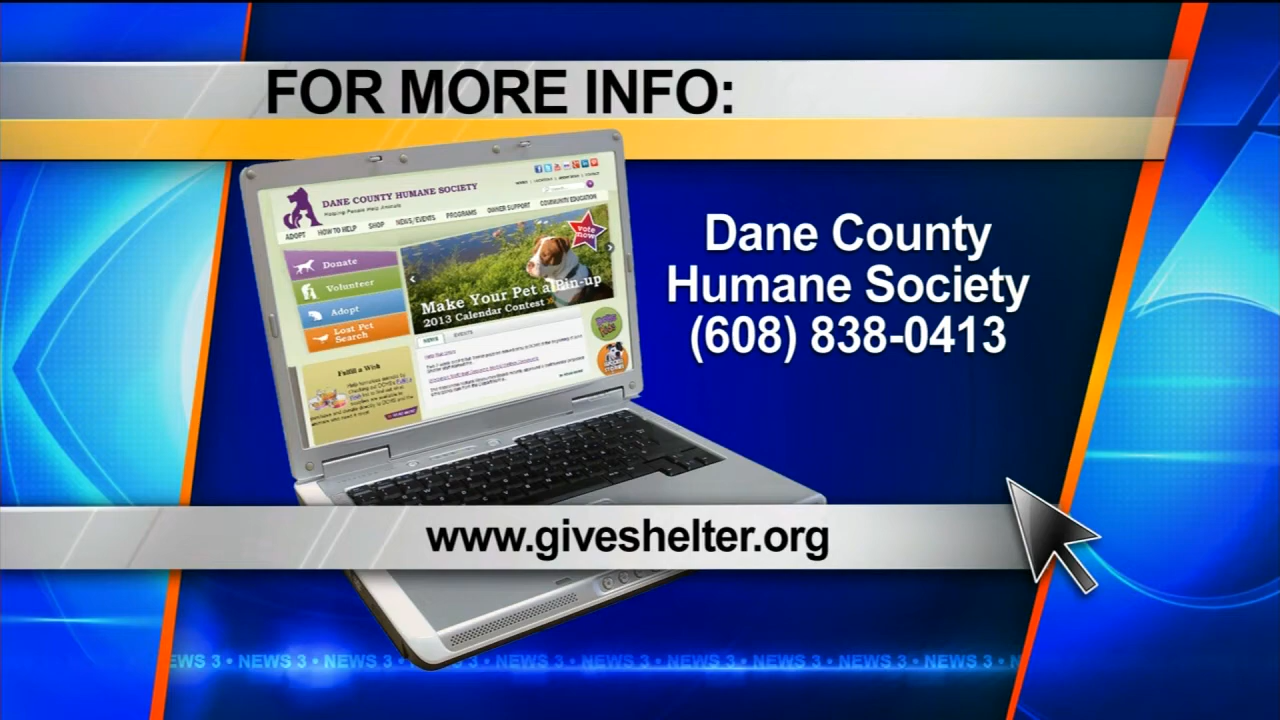 FOR MORE INFO:
DANE COUNTY HUMANE SOCIETY
Helping People Help Animals
ADOPT HOW TO HELP SHOP NEWS/EVENTS PROGRAMS OWNER SUPPORT COMMUNITY EDUCATION
vote
now
Donate
Volunteer
Adopt
Lost Pet
Search
Make Your Pet a Pin-up
2013 Calendar Contest
NEWS EVENTS
Fulfill a Wish
Dane County
Humane Society
(608) 838-0413
www.giveshelter.org
EWS 3 • NEWS 3 • NEWS 3 • NEWS 3 • NEWS 3 • NEWS 3 • NEWS 3 • NEWS 3 • NEWS 3 • NEWS 3 • N